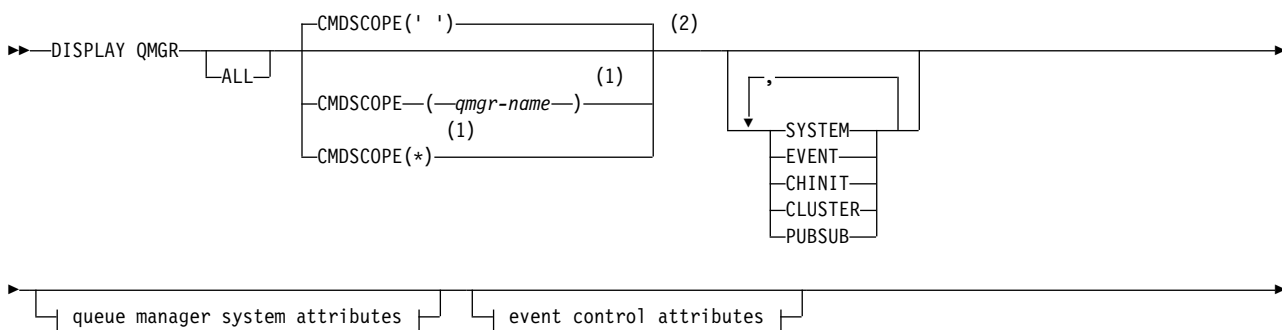 CMDSCOPE(' ') (2)
DISPLAY QMGR
ALL
,
(1)
CMDSCOPE ( qmgr-name )
(1)
CMDSCOPE(*)
SYSTEM
EVENT
CHINIT
CLUSTER
PUBSUB
queue manager system attributes
event control attributes